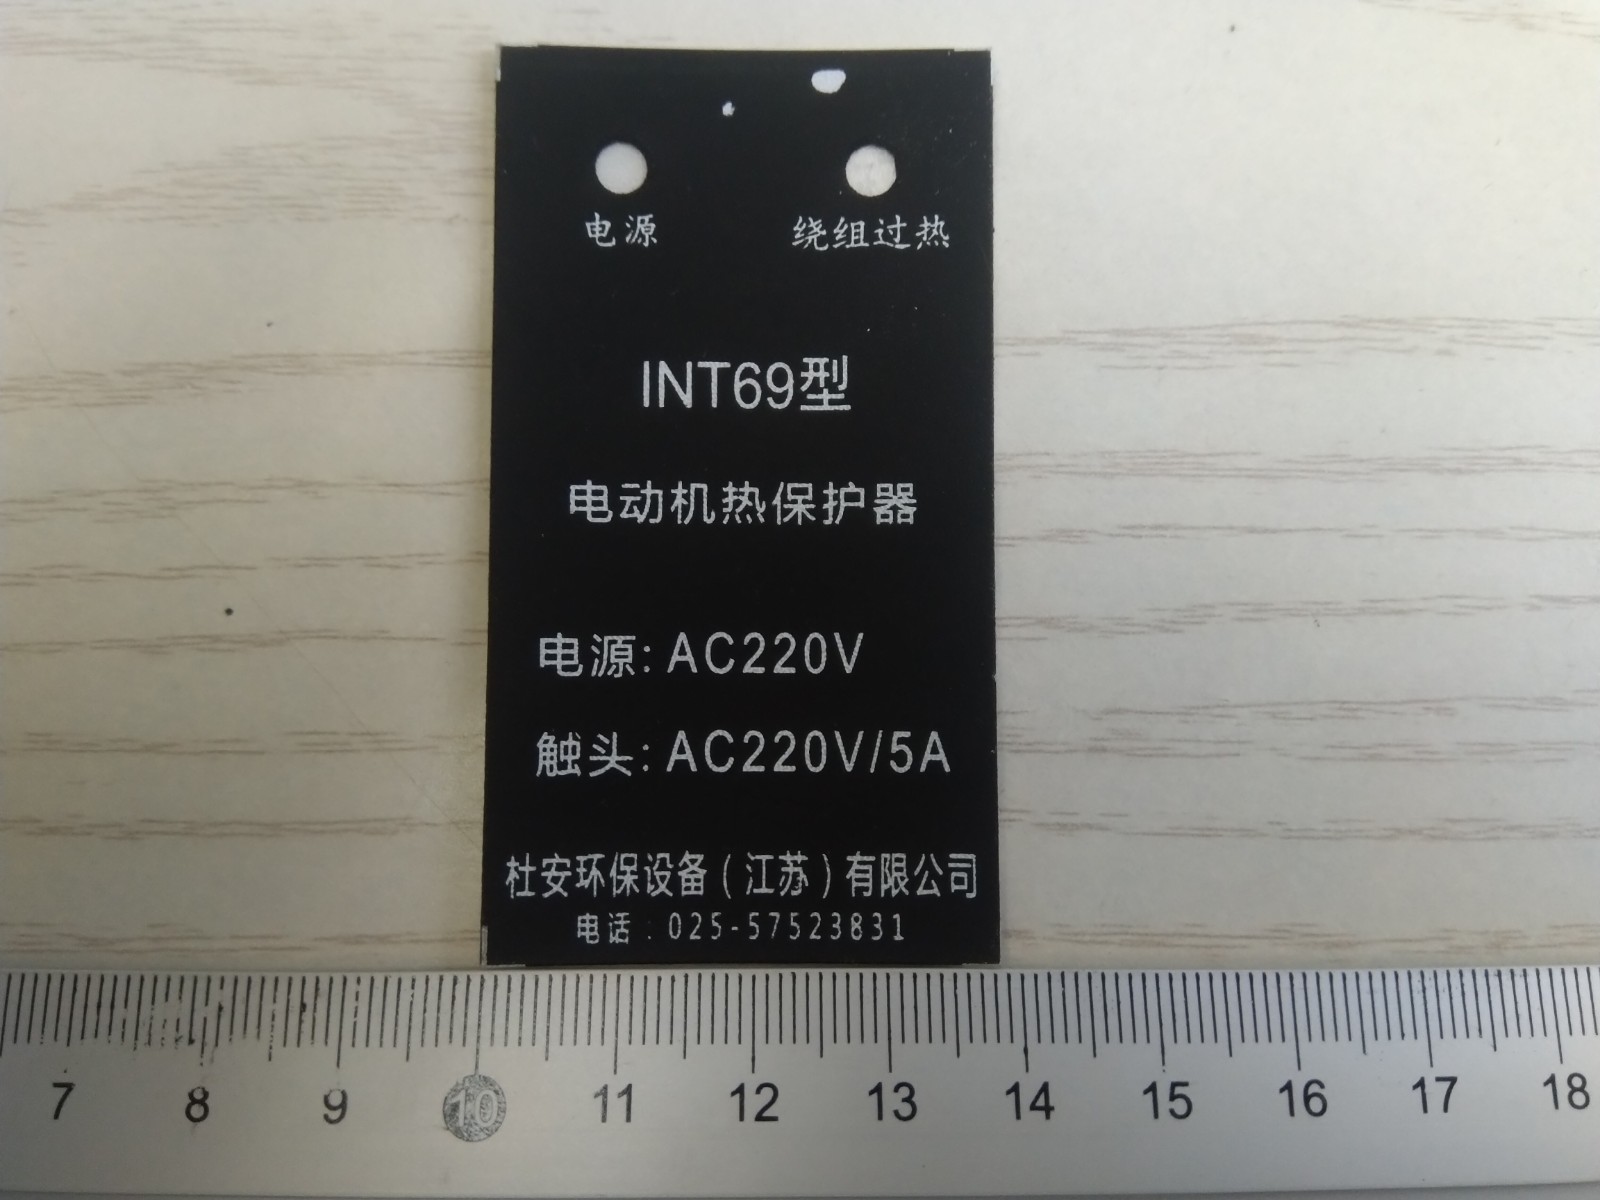 电源 绕组过热
INT69型
电动机热保护器
电源: AC220V
触头: AC220V/5A
杜安环保设备(江苏)有限公司
电话:025-57523831
7 8 9 10 11 12 13 14 15 16 17 18